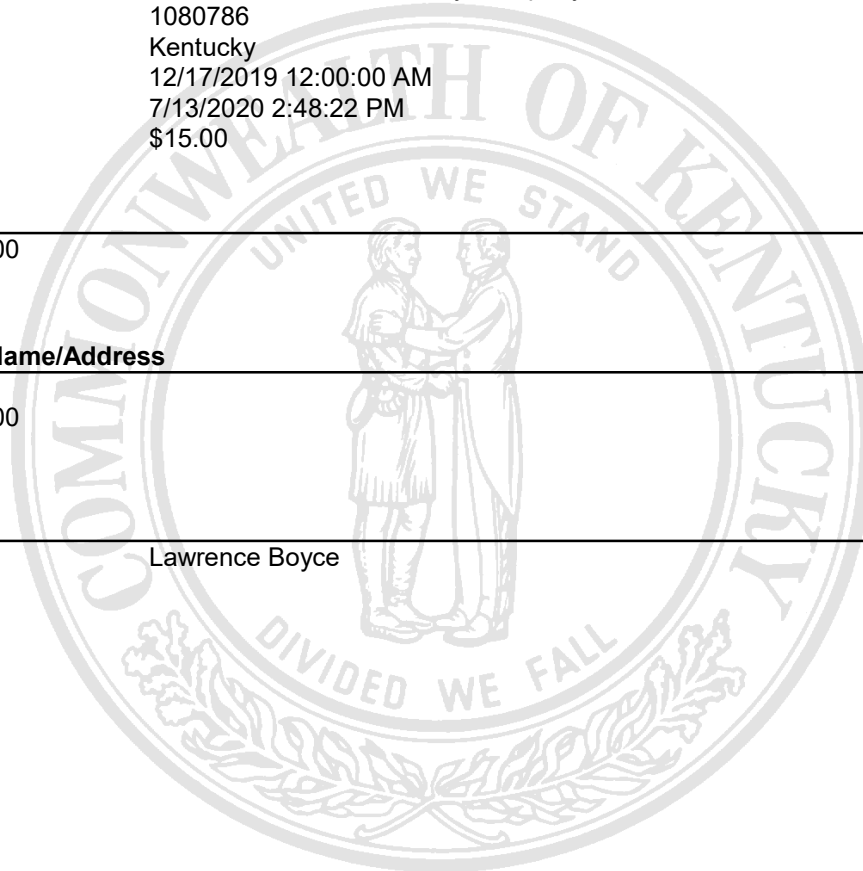 1080786
Kentucky
12/17/2019 12:00:00 AM
7/13/2020 2:48:22 PM
$15.00
COMMONWEALTH OF KENTUCKY
UNITED WE STAND
00
Name/Address
00
Lawrence Boyce
DIVIDED WE FALL